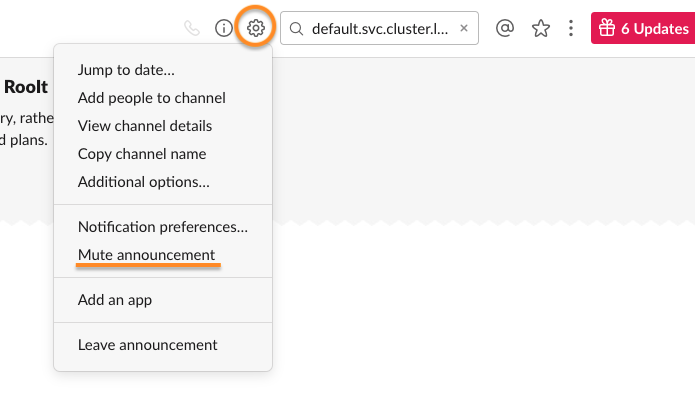 default.svc.cluster.l...
6 Updates
Roolt
ry, rathe
d plans.
Jump to date...
Add people to channel
View channel details
Copy channel name
Additional options...
Notification preferences...
Mute announcement
Add an app
Leave announcement